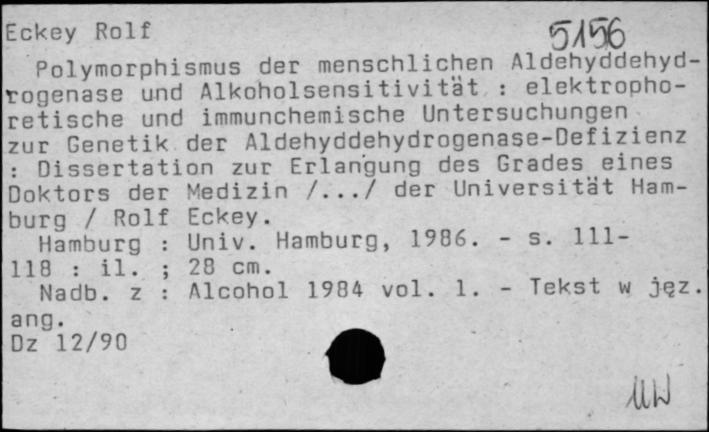 Eckey Rolf
5156
Polymorphismus der menschlichen Aldehyddehyd-
rogenase und Alkoholsensitivität : elektropho-
retische und immunchemische Untersuchungen
zur Genetik der Aldehyddehydrogenase-Defizienz
: Dissertation zur Erlangung des Grades eines
Doktors der Medizin /.../ der Universität Ham-
burg / Rolf Eckey.
Hamburg : Univ. Hamburg, 1986. - s. 111-
118 : il. ; 28 cm.
Nadb. z : Alcohol 1984 vol. 1. - Tekst w jęz.
ang.
Dz 12/90
UW